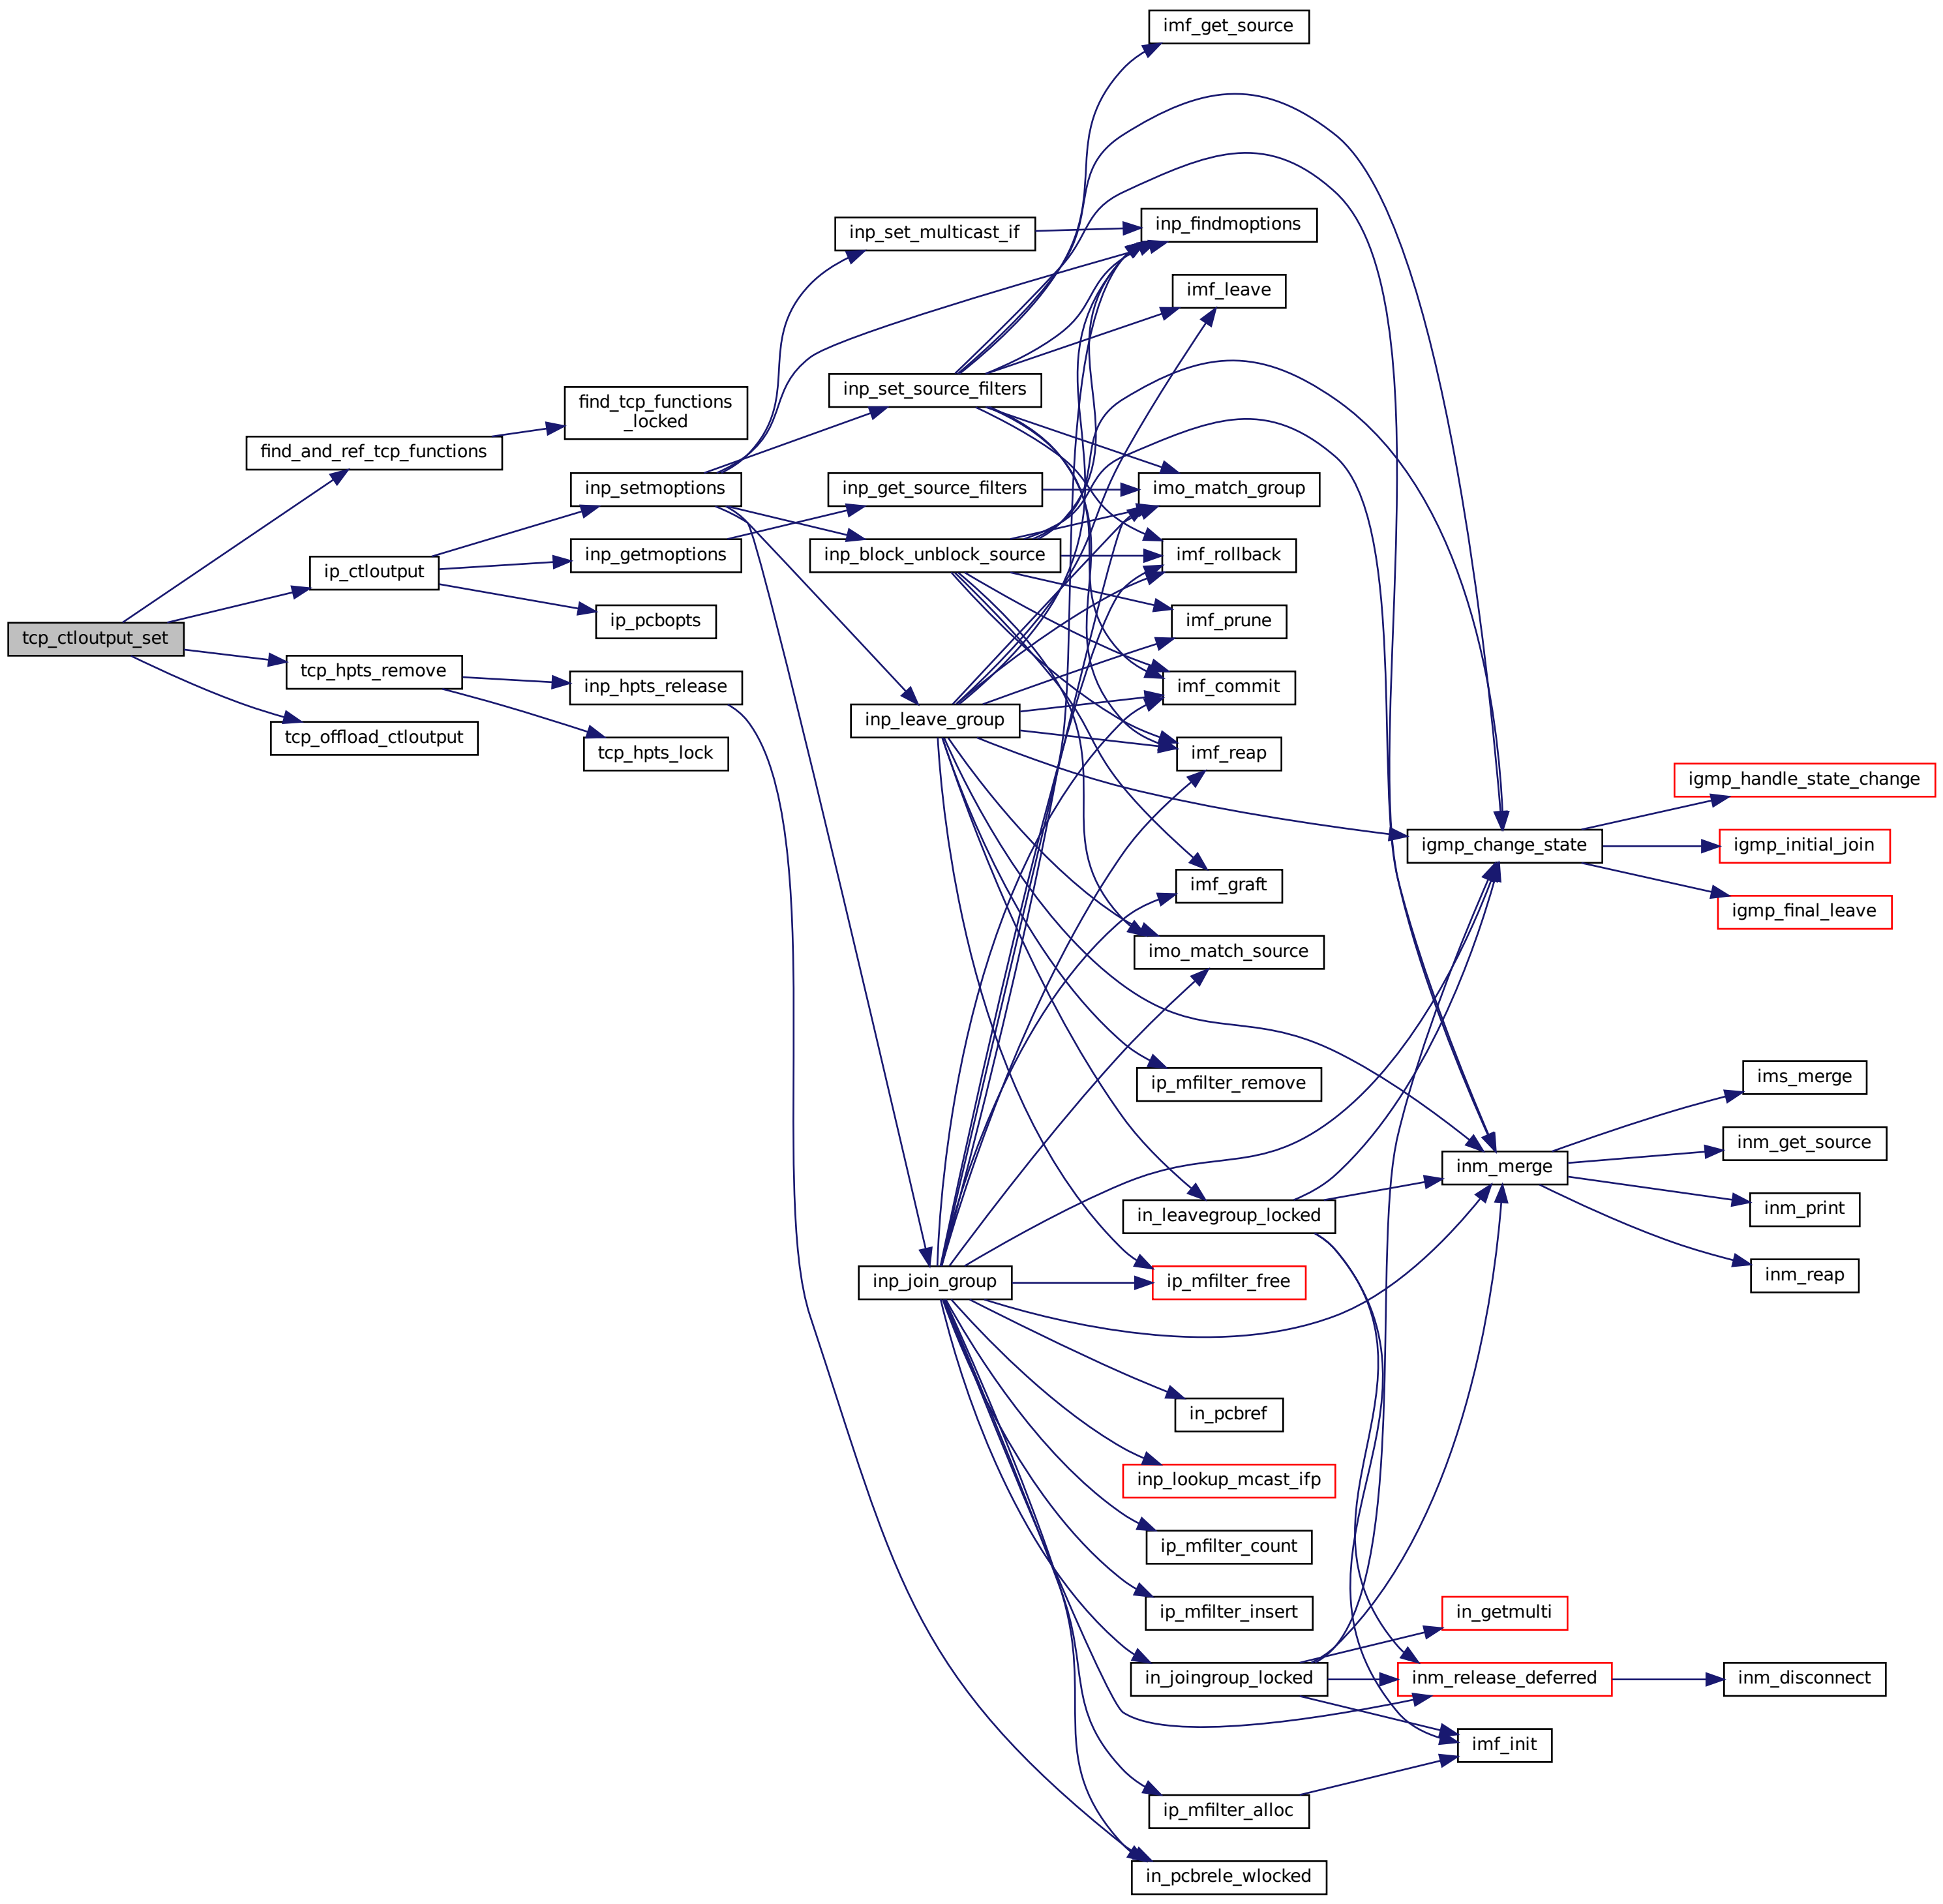 tcp_ctloutput_set
find_and_ref_tcp_functions
ip_ctloutput
tcp_hpts_remove
tcp_offload_ctloutput
find_tcp_functions
_locked
inp_setmoptions
inp_getmoptions
ip_pcbopts
inp_hpts_release
tcp_hpts_lock
inp_set_multicast_if
inp_set_source_filters
inp_get_source_filters
inp_block_unblock_source
inp_leave_group
inp_join_group
imf_get_source
inp_findmoptions
imf_leave
imo_match_group
imf_rollback
imf_prune
imf_commit
imf_reap
imf_graft
imo_match_source
ip_mfilter_remove
in_leavegroup_locked
ip_mfilter_free
in_pcbref
inp_lookup_mcast_ifp
ip_mfilter_count
ip_mfilter_insert
in_joingroup_locked
ip_mfilter_alloc
in_pcbrele_wlocked
igmp_change_state
inm_merge
in_getmulti
inm_release_deferred
imf_init
igmp_handle_state_change
igmp_initial_join
igmp_final_leave
ims_merge
inm_get_source
inm_print
inm_reap
inm_disconnect